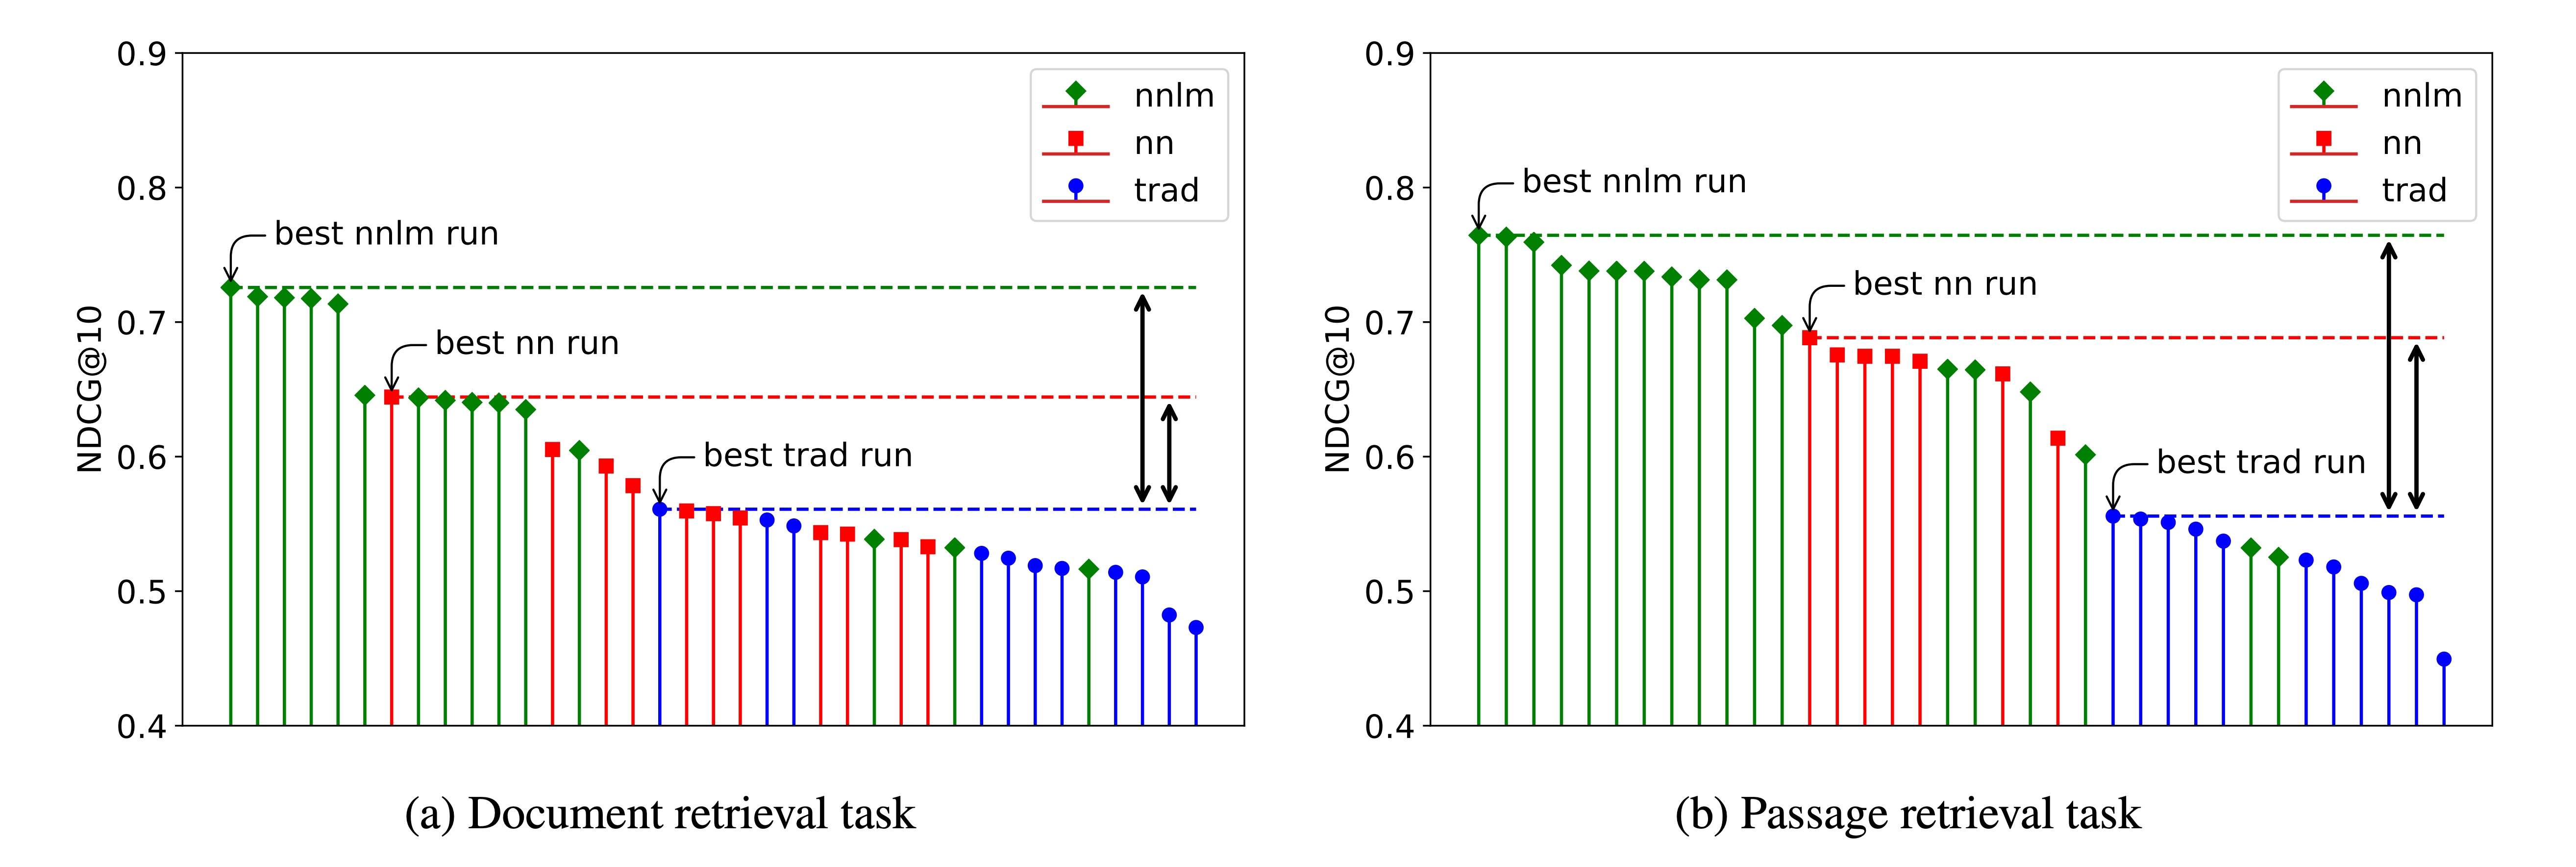 0.9
0.8
0.7
0.6
0.5
0.4
NDCG@10
nnlm
nn
trad
best nnlm run
best nn run
best trad run
(a) Document retrieval task
0.9
0.8
0.7
0.6
0.5
0.4
NDCG@10
nnlm
nn
trad
best nnlm run
best nn run
best trad run
(b) Passage retrieval task